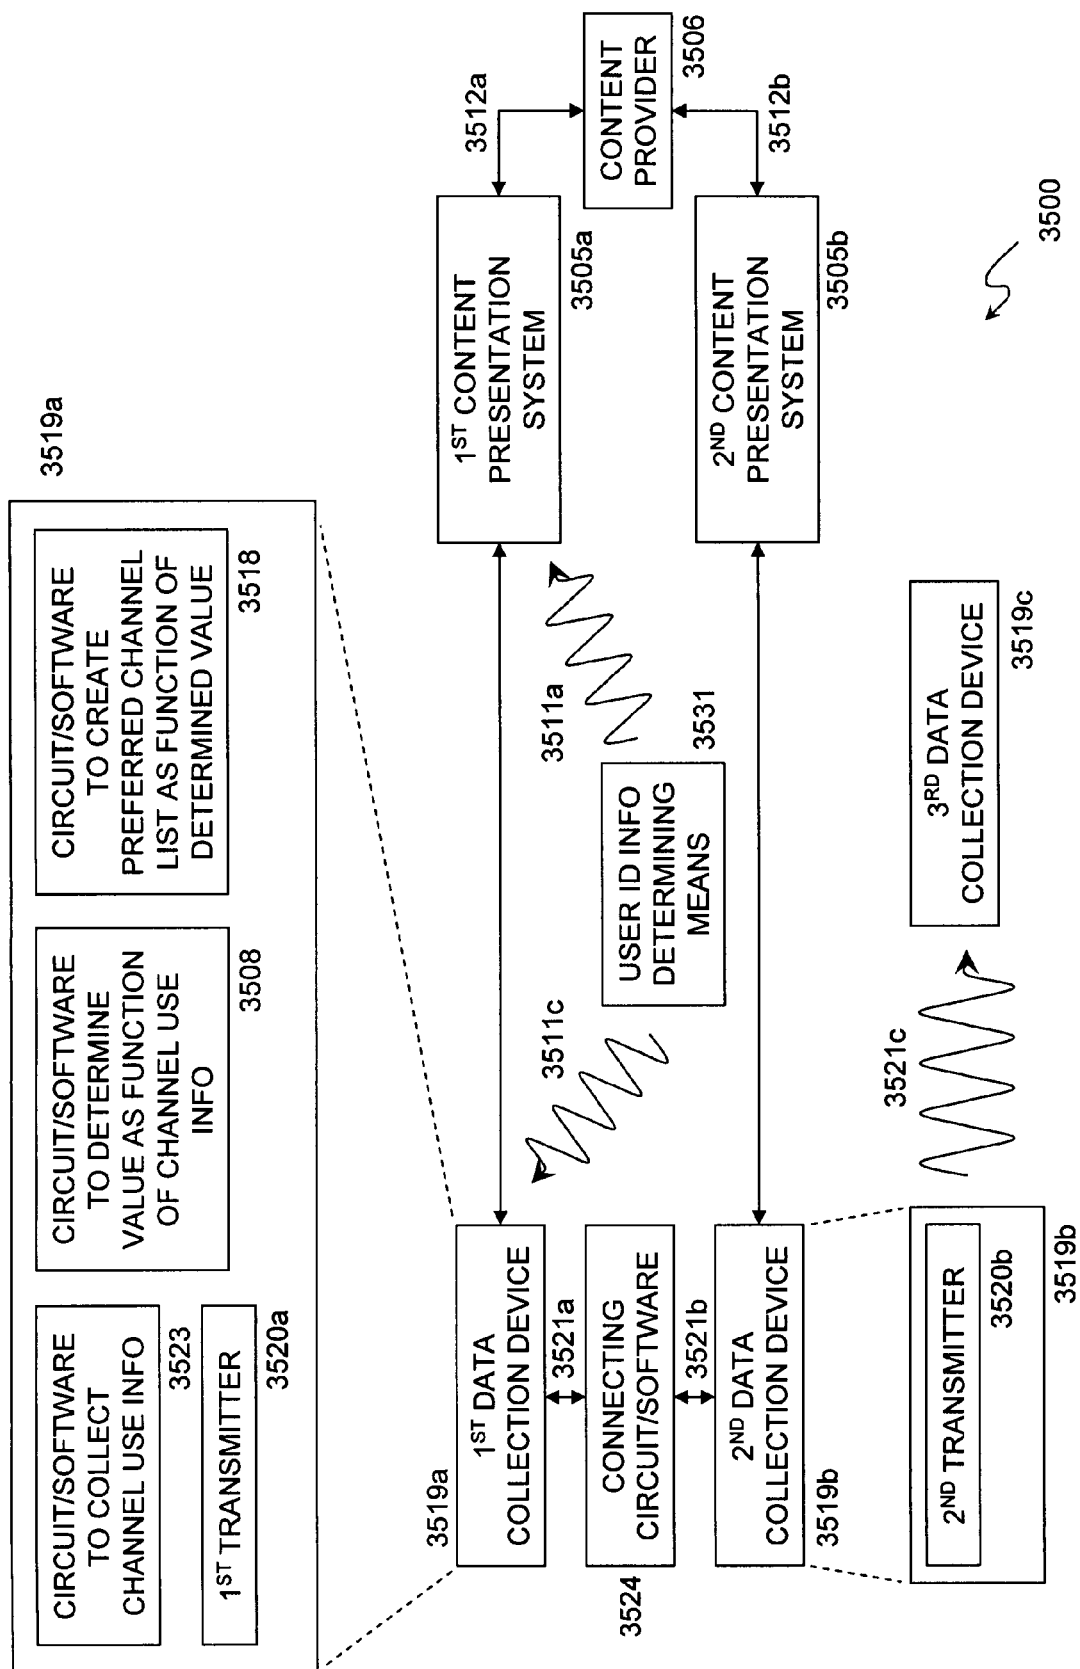 3519a
CIRCUIT/SOFTWARE
TO COLLECT
CHANNEL USE INFO
3523
1ST TRANSMITTER
3520a
CIRCUIT/SOFTWARE
TO DETERMINE
VALUE AS FUNCTION
OF CHANNEL USE
INFO
3508
CIRCUIT/SOFTWARE
TO CREATE
PREFERRED CHANNEL
LIST AS FUNCTION OF
DETERMINED VALUE
3518
3519a
1ST DATA
COLLECTION DEVICE
3521a
CONNECTING
CIRCUIT/SOFTWARE
3524
3521b
2ND DATA
COLLECTION DEVICE
3519b
2ND TRANSMITTER
3520b
3519b
3511c
USER ID INFO
DETERMINING
MEANS
3531
3511a
1ST CONTENT
PRESENTATION
SYSTEM
3505a
3512a
CONTENT
PROVIDER
3506
3512b
2ND CONTENT
PRESENTATION
SYSTEM
3505b
3521c
3RD DATA
COLLECTION DEVICE
3519c
3500